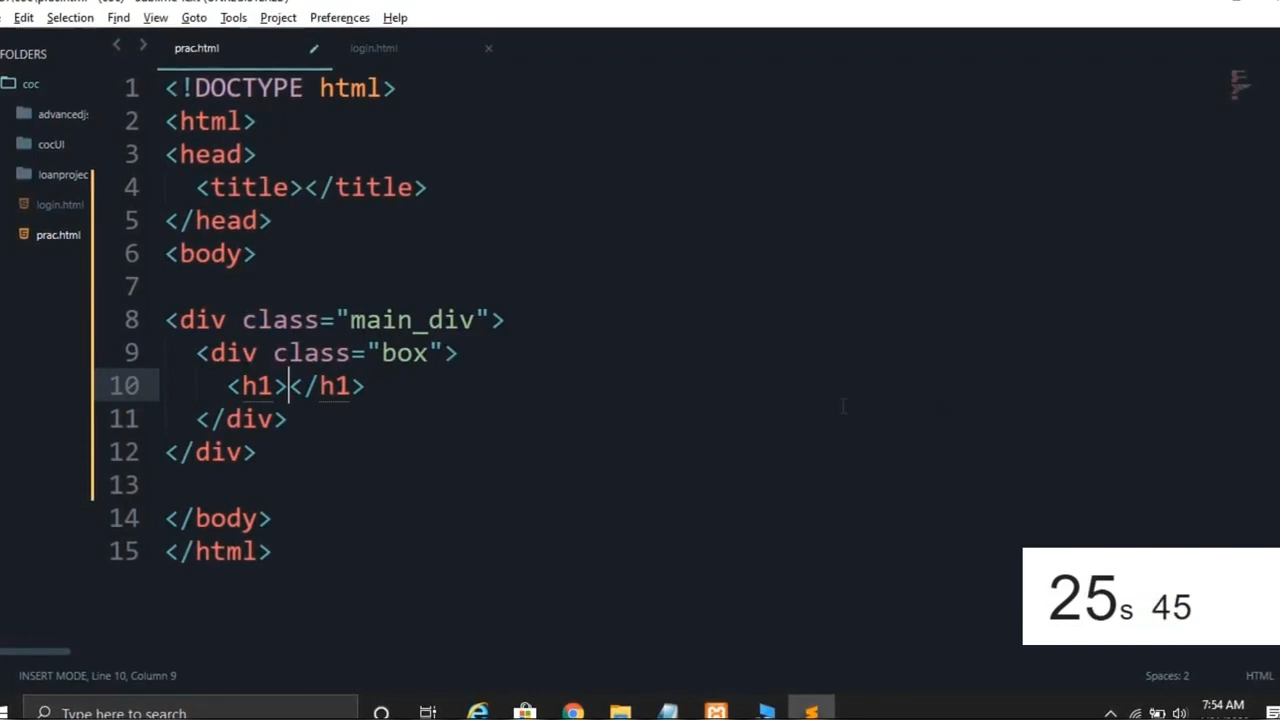 Edit Selection Find View Goto Tools Project Preferences Help
FOLDERS
coc
advancedj
cocUI
loanprojec
login.html
prac.html
prac.html login.html
1 <!DOCTYPE html>
2 <html>
3 <head>
4 <title></title>
5 </head>
6 <body>
7
8 <div class="main_div">
9 <div class="box">
10 <h1></h1>
11 </div>
12 </div>
13
14 </body>
15 </html>
25s 45
INSERT MODE, Line 10, Column 9 Spaces: 2 HTML
Type here to search
7:54 AM